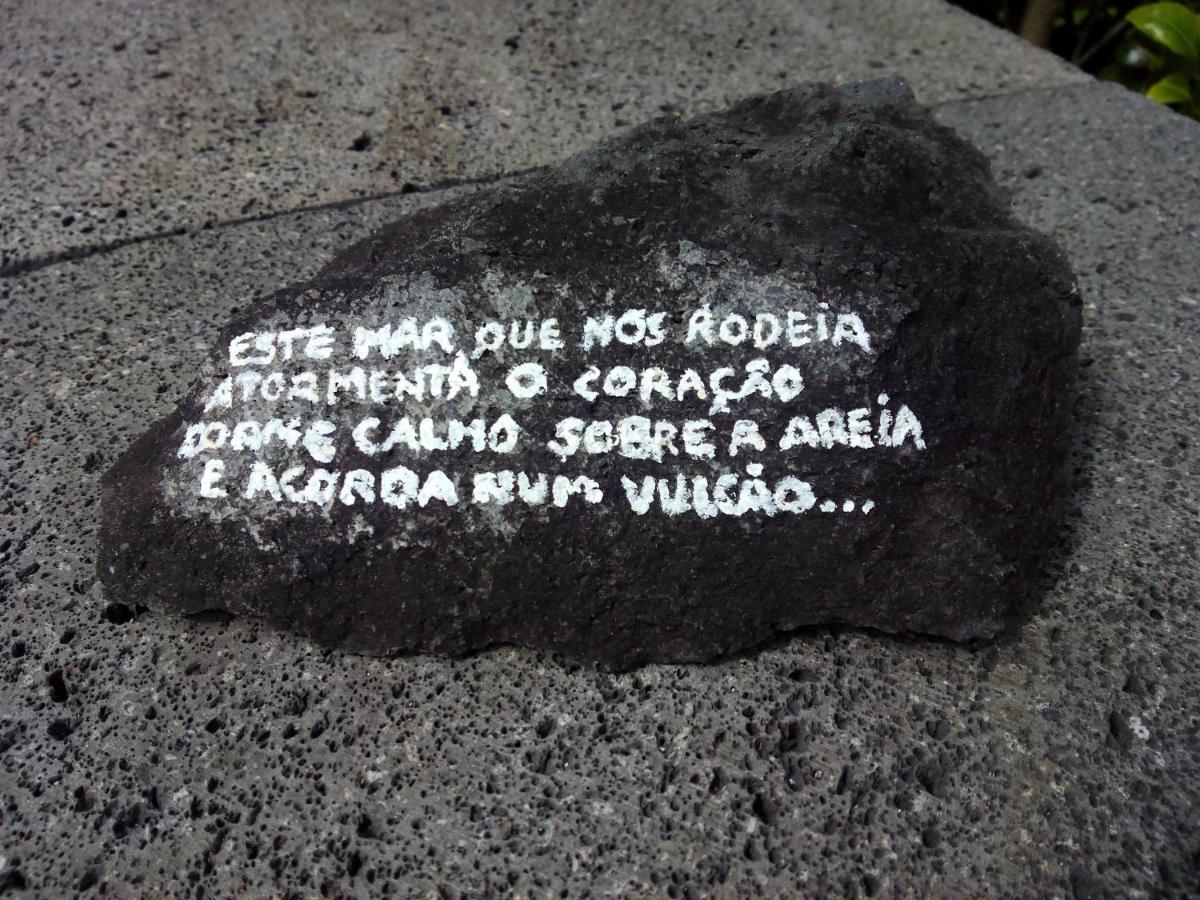 ESTE MAR QUE NOS RODEIA
ATORMENTA O CORAÇÃO
DORME CALMO SOBRE A AREIA
E ACORDA NUM VULCÃO...